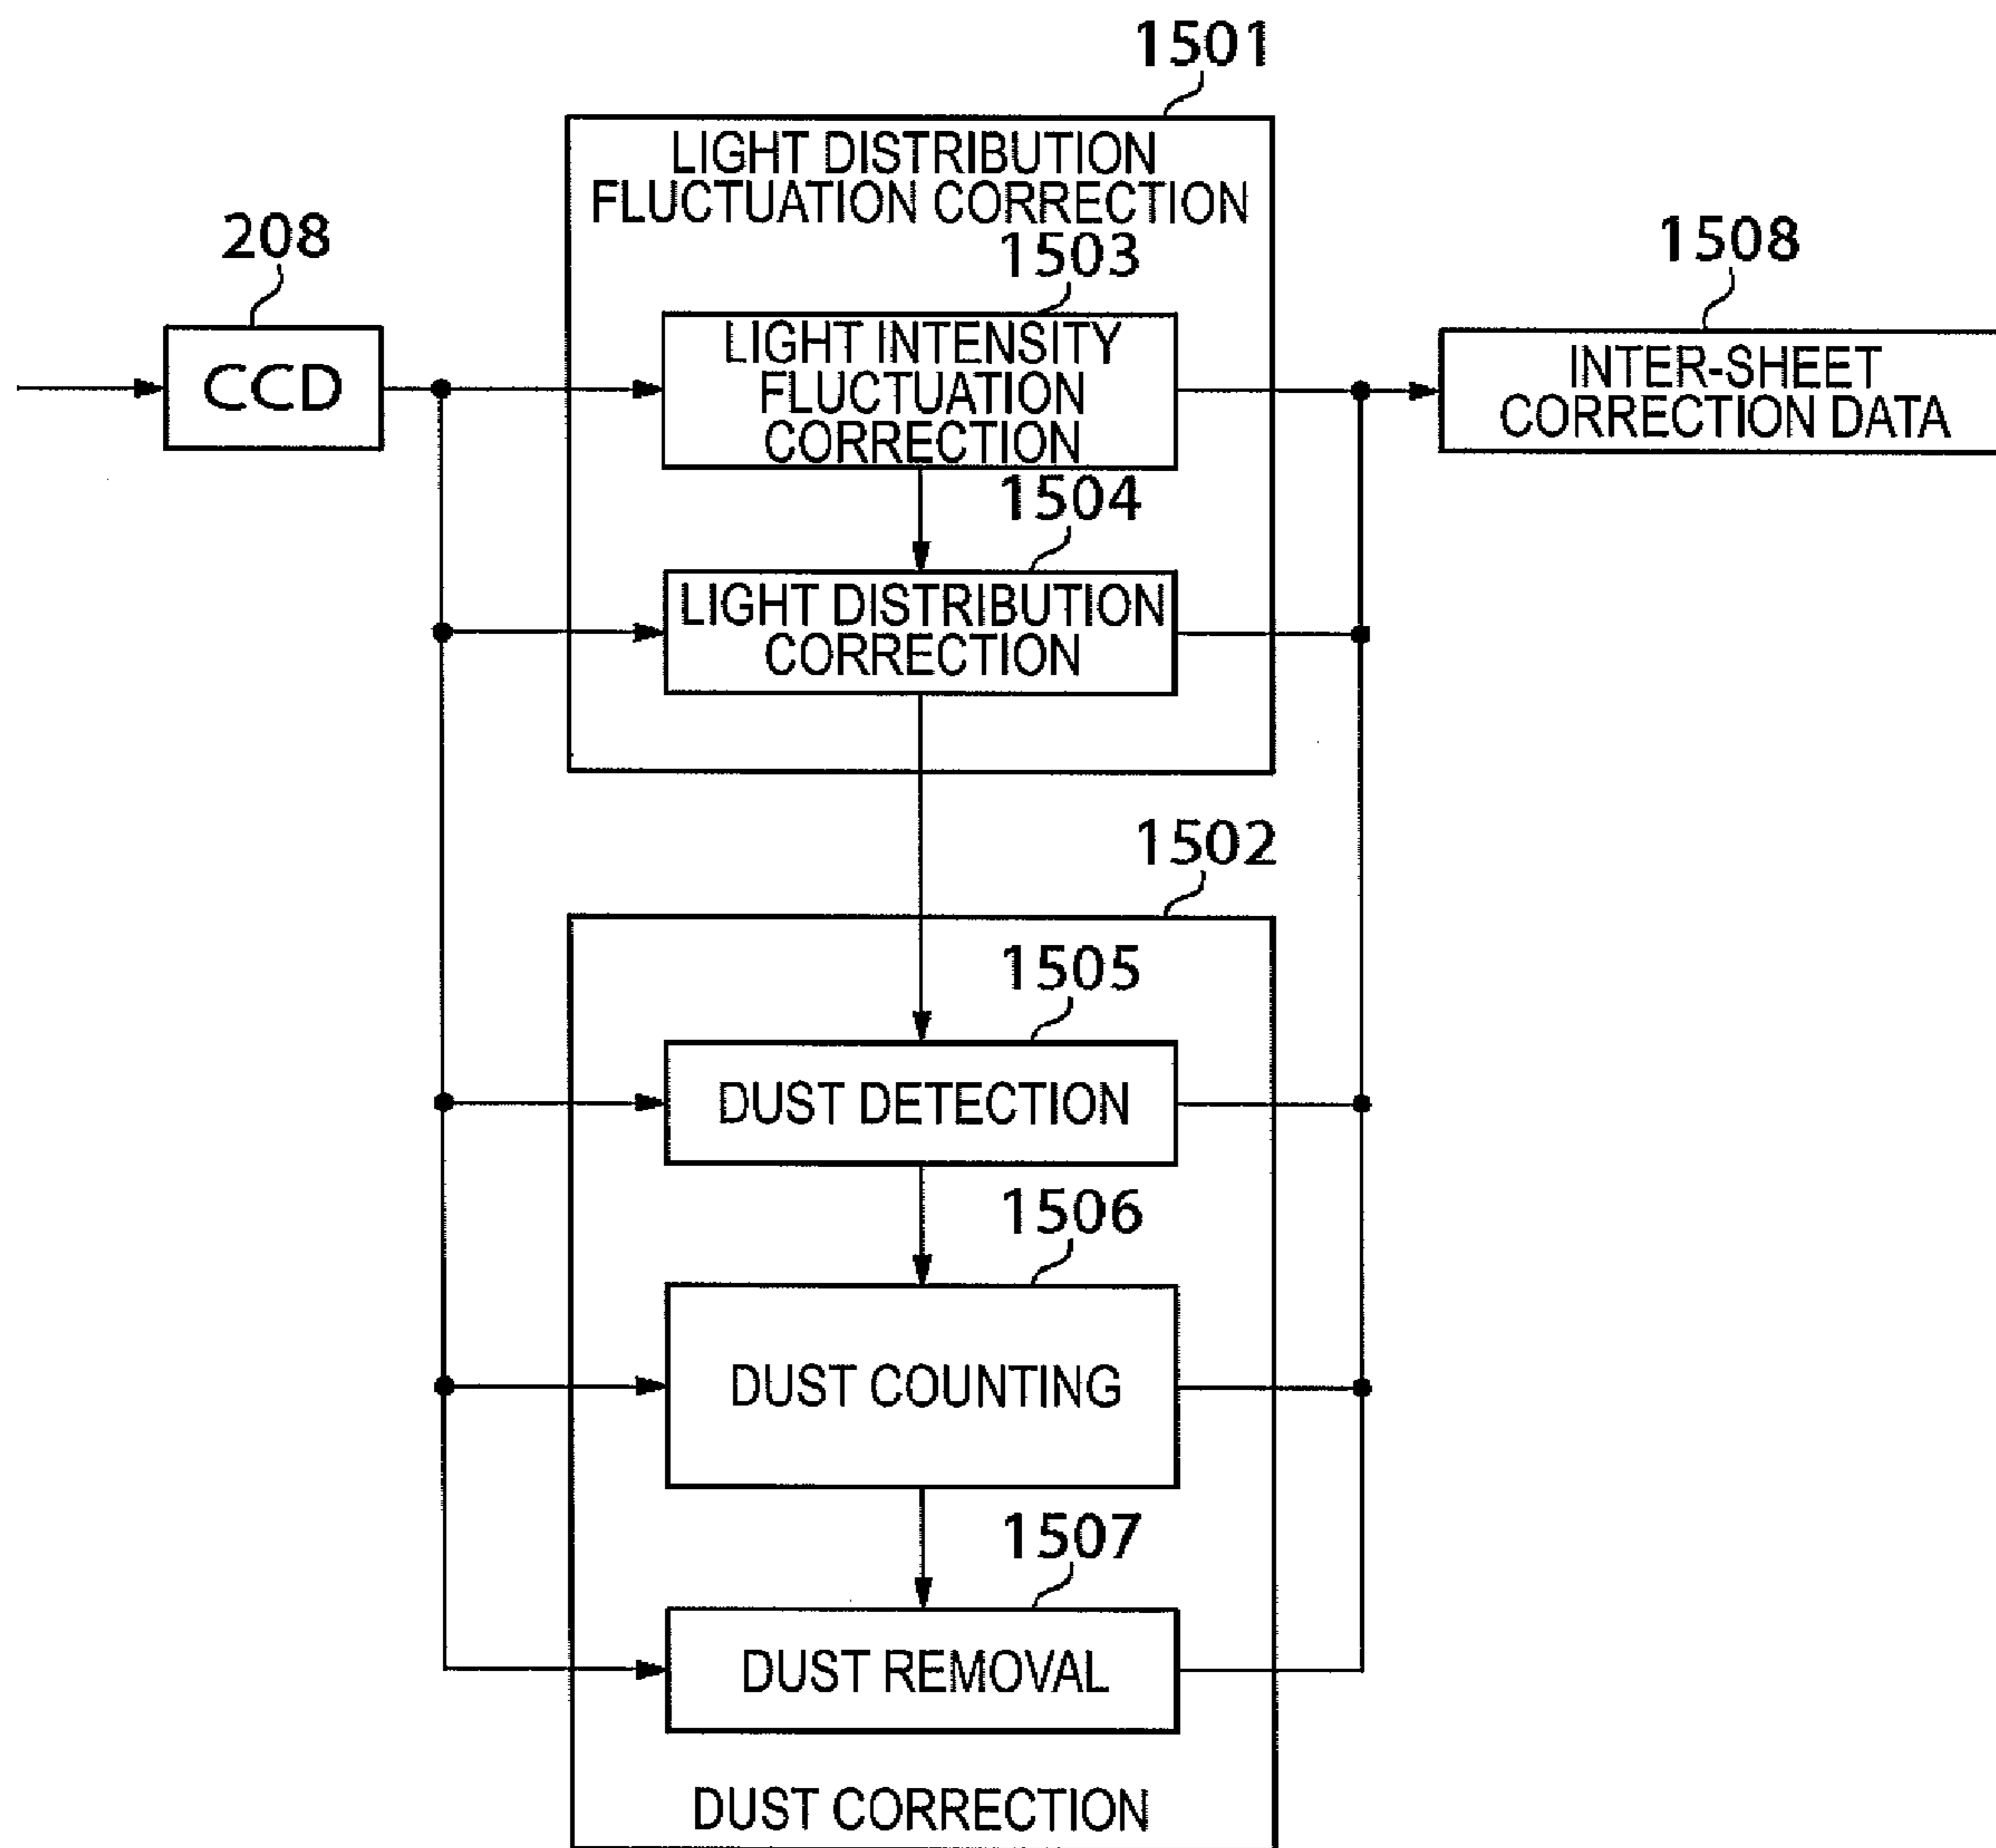 1501
LIGHT DISTRIBUTION
FLUCTUATION CORRECTION
208
1503
1508
CCD
LIGHT INTENSITY
FLUCTUATION
CORRECTION
INTER-SHEET
CORRECTION DATA
1504
LIGHT DISTRIBUTION
CORRECTION
1502
1505
DUST DETECTION
1506
DUST COUNTING
1507
DUST REMOVAL
DUST CORRECTION